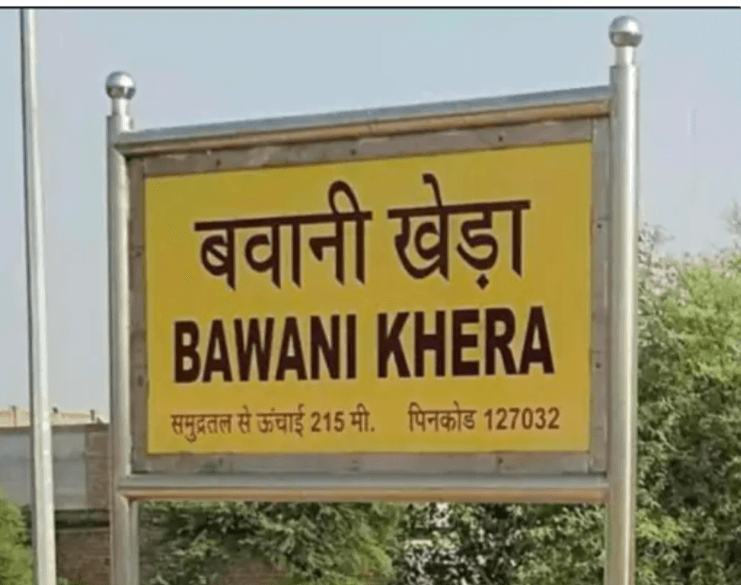 बवानी खेड़ा
BAWANI KHERA
समुद्रतल से ऊंचाई 215 मी. पिनकोड 127032